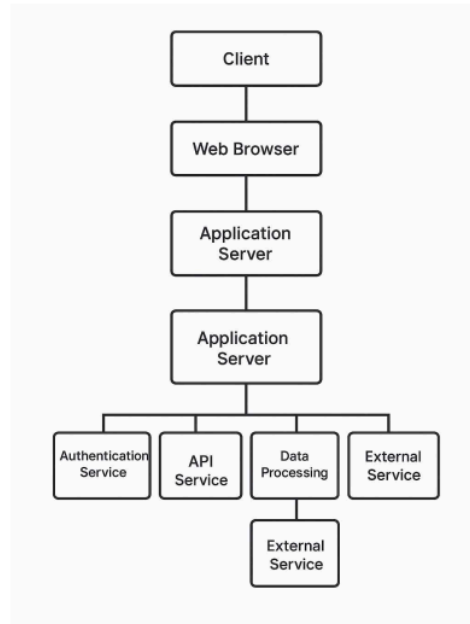 Client
Web Browser
Application
Server
Application
Server
Authentication
Service
API
Service
Data
Processing
External
Service
External
Service